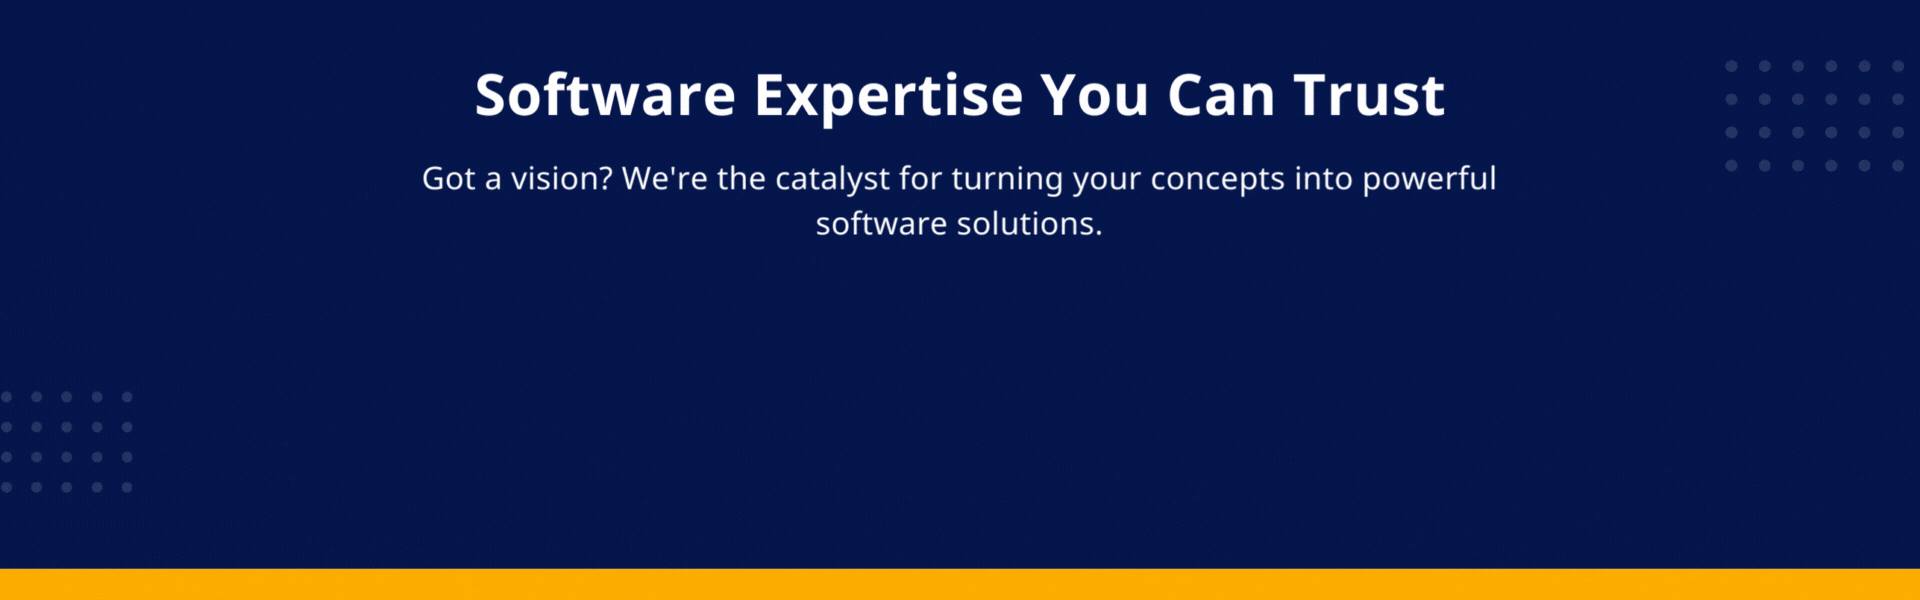 Software Expertise You Can Trust
Got a vision? We're the catalyst for turning your concepts into powerful
software solutions.